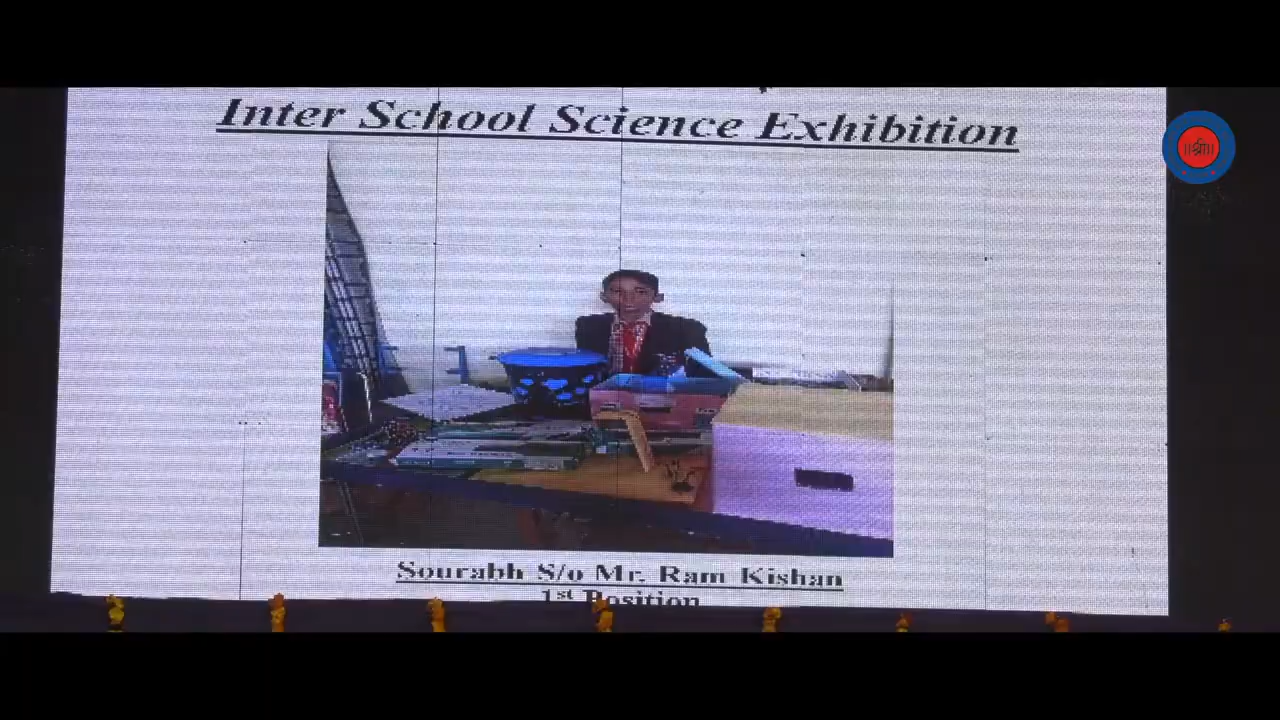 Inter School Science Exhibition
॥श्री॥
Sourabh S/o Mr. Ram Kishan
1st Position